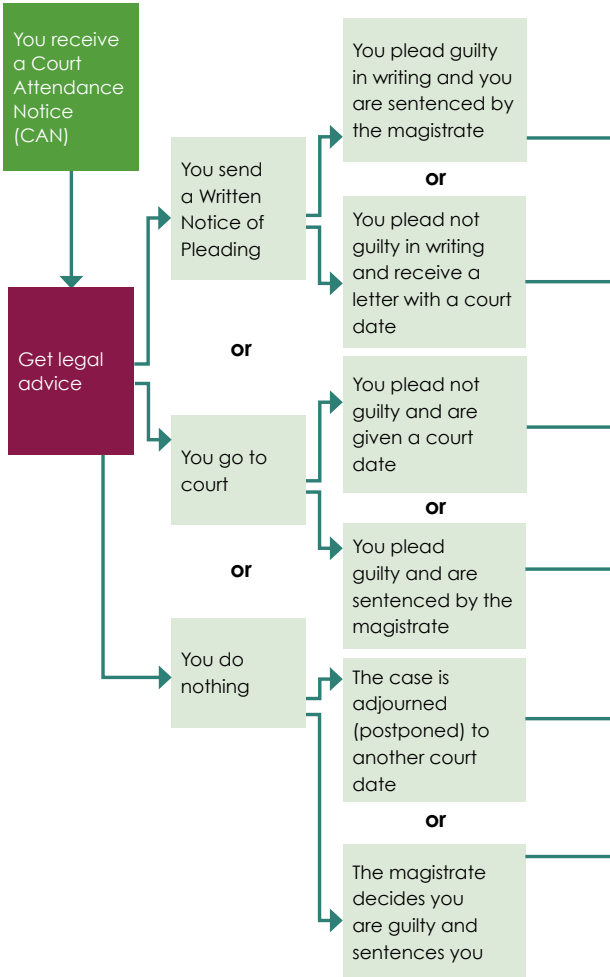 You receive
a Court
Attendance
Notice
(CAN)
Get legal
advice
You send
a Written
Notice of
Pleading
or
You go to
court
or
You do
nothing
You plead guilty
in writing and you
are sentenced by
the magistrate
or
You plead not
guilty in writing
and receive a
letter with a court
date
You plead not
guilty and are
given a court
date
or
You plead
guilty and are
sentenced by the
magistrate
The case is
adjourned
(postponed) to
another court
date
or
The magistrate
decides you
are guilty and
sentences you